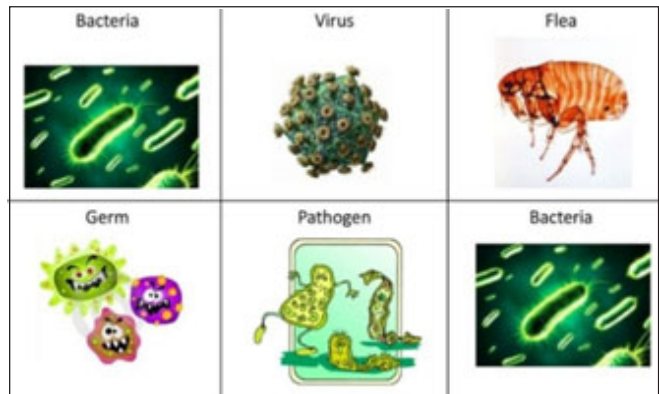 Bacteria
Virus
Flea
Germ
Pathogen
Bacteria